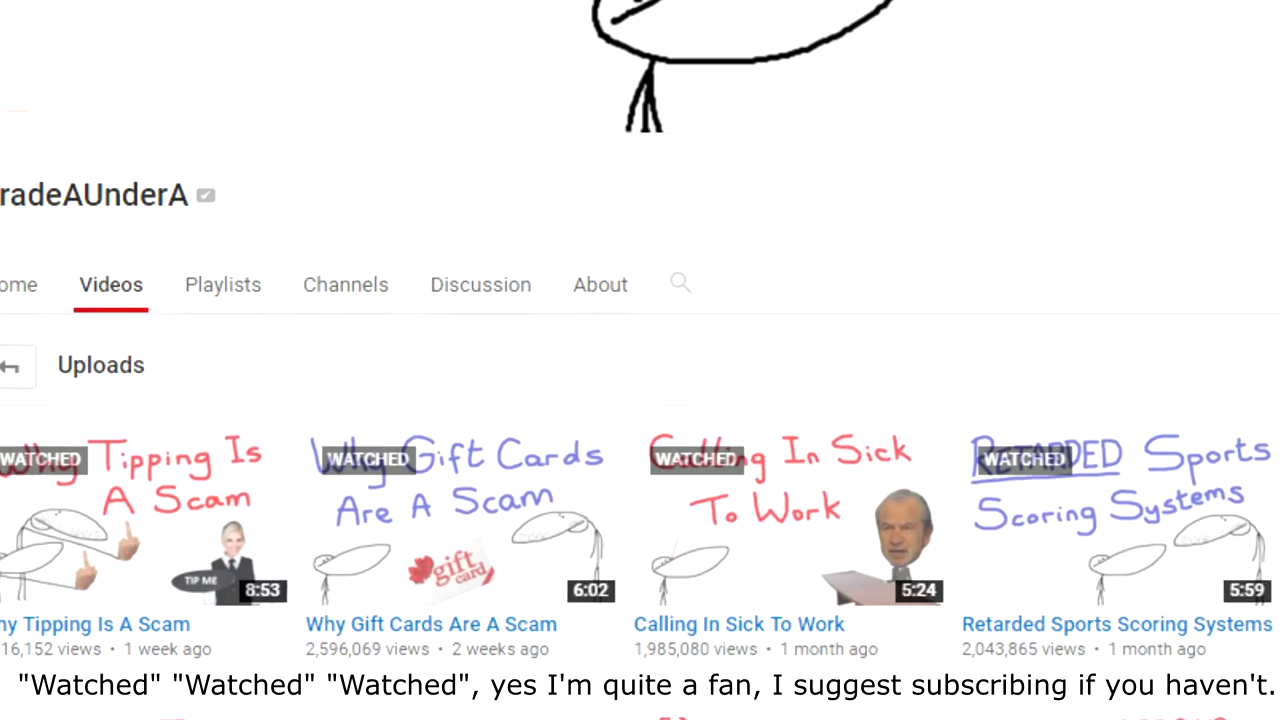 radeAUnderA
ome Videos Playlists Channels Discussion About
Uploads
WATCHED Tipping Is
A Scam
TIP ME
8:53
WATCHED Gift Cards
Are A Scam
gift
card
6:02
WATCHED In Sick
To Work
5:24
WATCHED Sports
Scoring Systems
5:59
hy Tipping Is A Scam
16,152 views • 1 week ago
Why Gift Cards Are A Scam
2,596,069 views • 2 weeks ago
Calling In Sick To Work
1,985,080 views • 1 month ago
Retarded Sports Scoring Systems
2,043,865 views • 1 month ago
"Watched" "Watched" "Watched", yes I'm quite a fan, I suggest subscribing if you haven't.